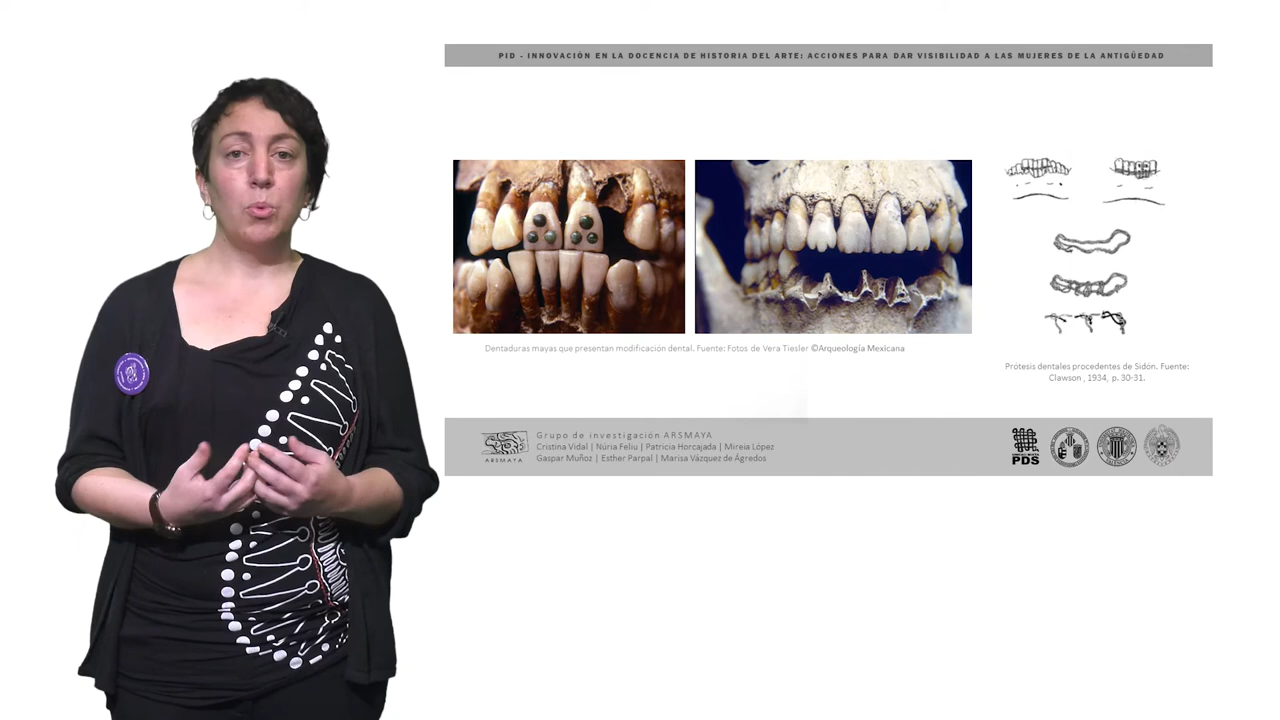 PID - INNOVACIÓN EN LA DOCENCIA DE HISTORIA DEL ARTE: ACCIONES PARA DAR VISIBILIDAD A LAS MUJERES DE LA ANTIGÜEDAD
Dentaduras mayas que presentan modificación dental. Fuente: Fotos de Vera Tiesler ©Arqueología Mexicana
Prótesis dentales procedentes de Sidón. Fuente:
Clawson , 1934, p. 30-31.
Grupo de investigación ARSMAYA
Cristina Vidal | Núria Feliu | Patricia Horcajada | Mireia López
Gaspar Muñoz | Esther Parpal | Marisa Vázquez de Ágredos
ARSMAYA
PDS